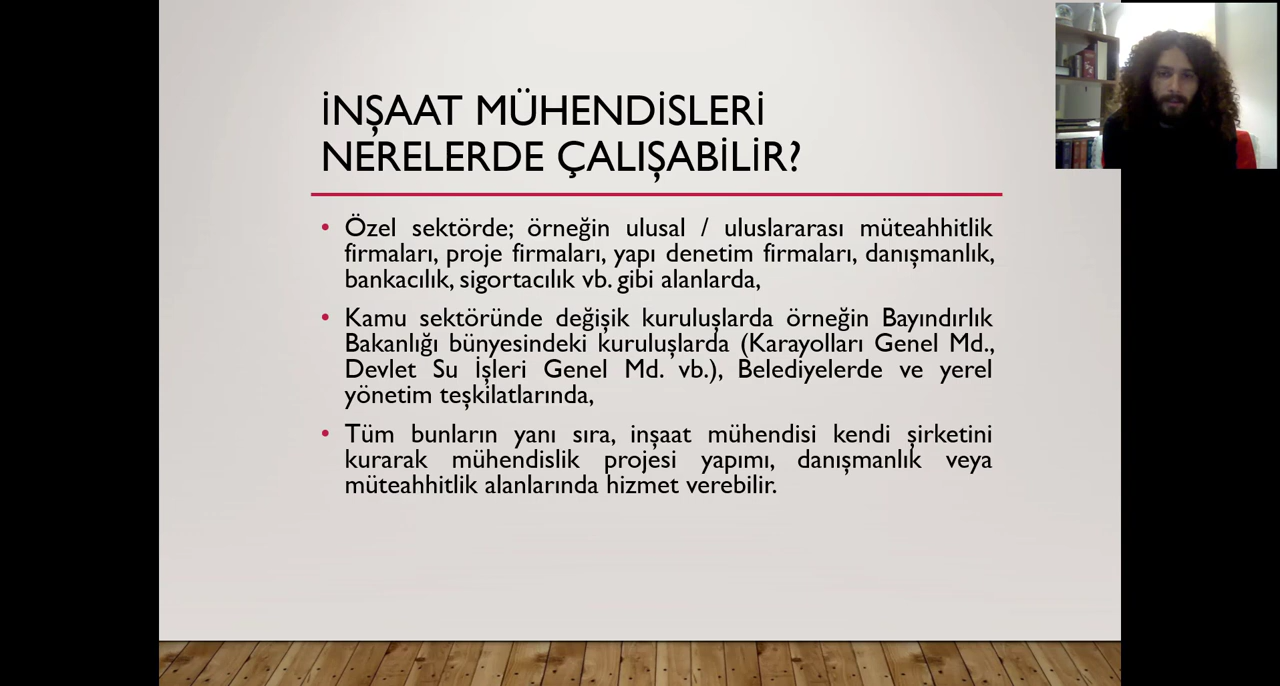 İNŞAAT MÜHENDİSLERİ
NERELERDE ÇALIŞABİLİR?
• Özel sektörde; örneğin ulusal / uluslararası müteahhitlik
firmaları, proje firmaları, yapı denetim firmaları, danışmanlık,
bankacılık, sigortacılık vb. gibi alanlarda,
• Kamu sektöründe değişik kuruluşlarda örneğin Bayındırlık
Bakanlığı bünyesindeki kuruluşlarda (Karayolları Genel Md.,
Devlet Su İşleri Genel Md. vb.), Belediyelerde ve yerel
yönetim teşkilatlarında,
• Tüm bunların yanı sıra, inşaat mühendisi kendi şirketini
kurarak mühendislik projesi yapımı, danışmanlık veya
müteahhitlik alanlarında hizmet verebilir.